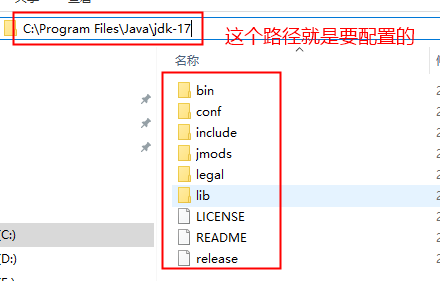 C:\Program Files\Java\jdk-17
这个路径就是要配置的
名称
bin
conf
include
jmods
legal
lib
LICENSE
README
release
(C:)
(D:)